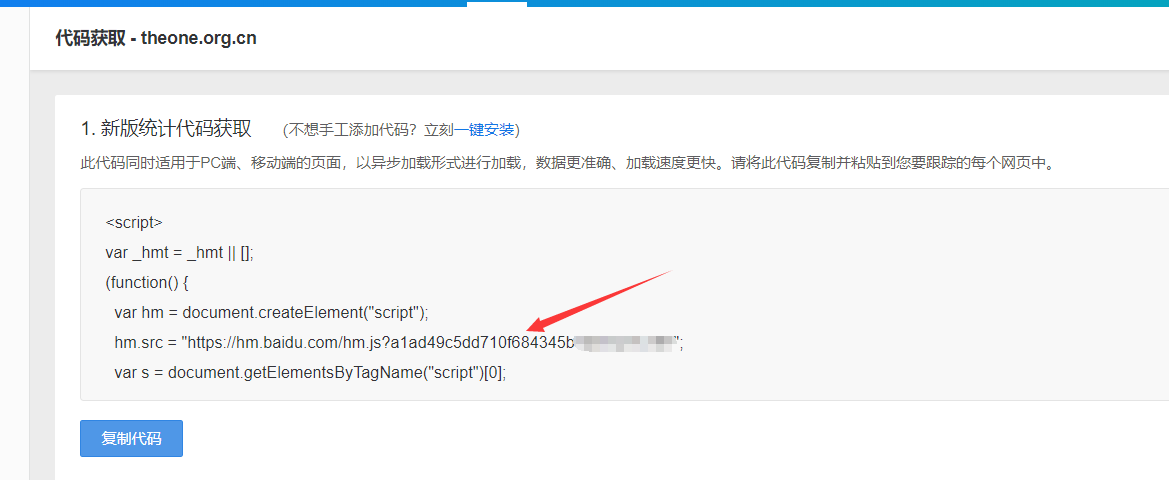 代码获取 - theone.org.cn
1. 新版统计代码获取 (不想手工添加代码？立刻一键安装)
此代码同时适用于PC端、移动端的页面，以异步加载形式进行加载，数据更准确、加载速度更快。请将此代码复制并粘贴到您要跟踪的每个网页中。
<script>
var _hmt = _hmt || [];
(function() {
var hm = document.createElement("script");
hm.src = "https://hm.baidu.com/hm.js?a1ad49c5dd710f684345b";
var s = document.getElementsByTagName("script")[0];
复制代码